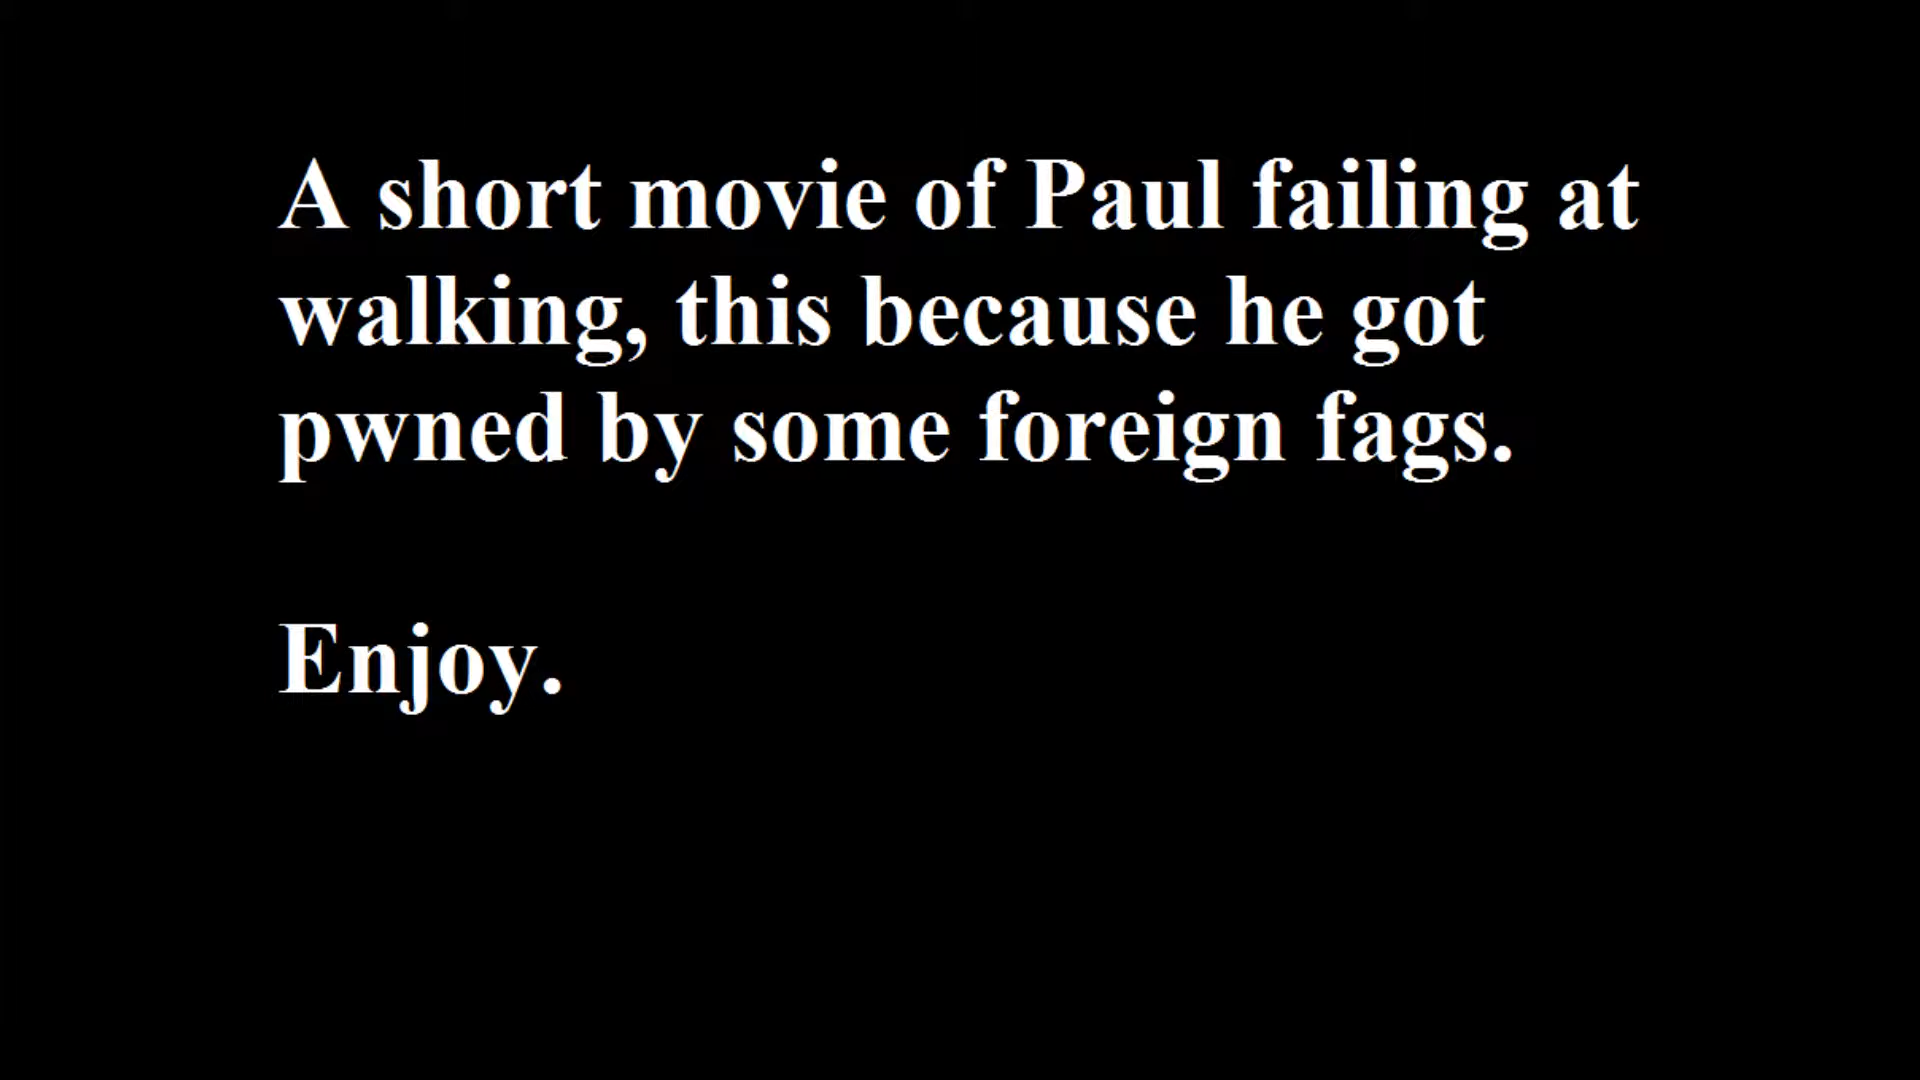 A short movie of Paul failing at
walking, this because he got
pwned by some foreign fags.
Enjoy.